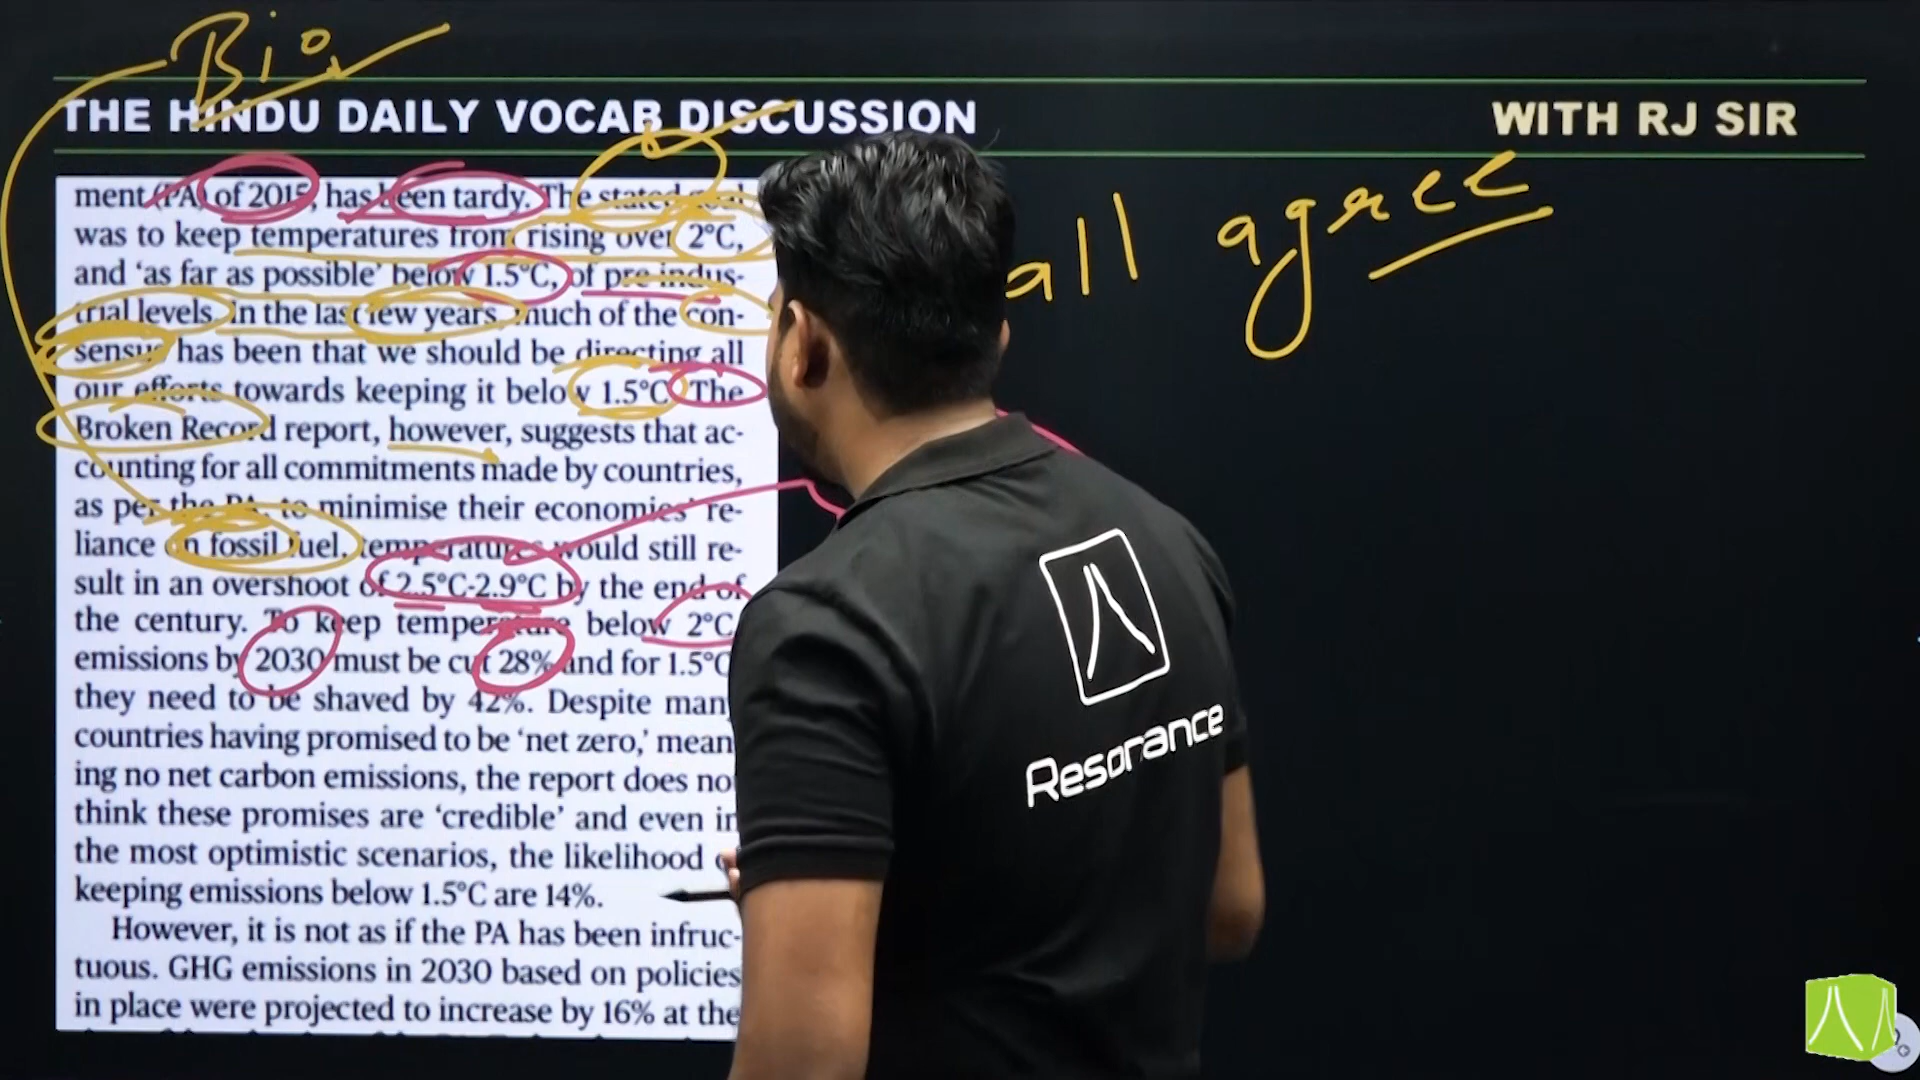 Bio
THE HINDU DAILY VOCAB DISCUSSION
WITH RJ SIR
ment (PA) of 2015, has been tardy. The stated goal
was to keep temperatures from rising over 2°C,
and ‘as far as possible’ below 1.5°C, of pre-indus-
trial levels. In the last few years, much of the con-
sensus has been that we should be directing all
our efforts towards keeping it below 1.5°C. The
Broken Record report, however, suggests that ac-
counting for all commitments made by countries,
as per the PA, to minimise their economies’ re-
liance on fossil fuel, temperatures would still re-
sult in an overshoot of 2.5°C-2.9°C by the end of
the century. To keep temperature below 2°C
emissions by 2030 must be cut 28% and for 1.5°C
they need to be shaved by 42%. Despite man
countries having promised to be ‘net zero,’ mean
ing no net carbon emissions, the report does no
think these promises are ‘credible’ and even in
the most optimistic scenarios, the likelihood
keeping emissions below 1.5°C are 14%.
However, it is not as if the PA has been infruc-
tuous. GHG emissions in 2030 based on policies
in place were projected to increase by 16% at the
all agree
Resonance